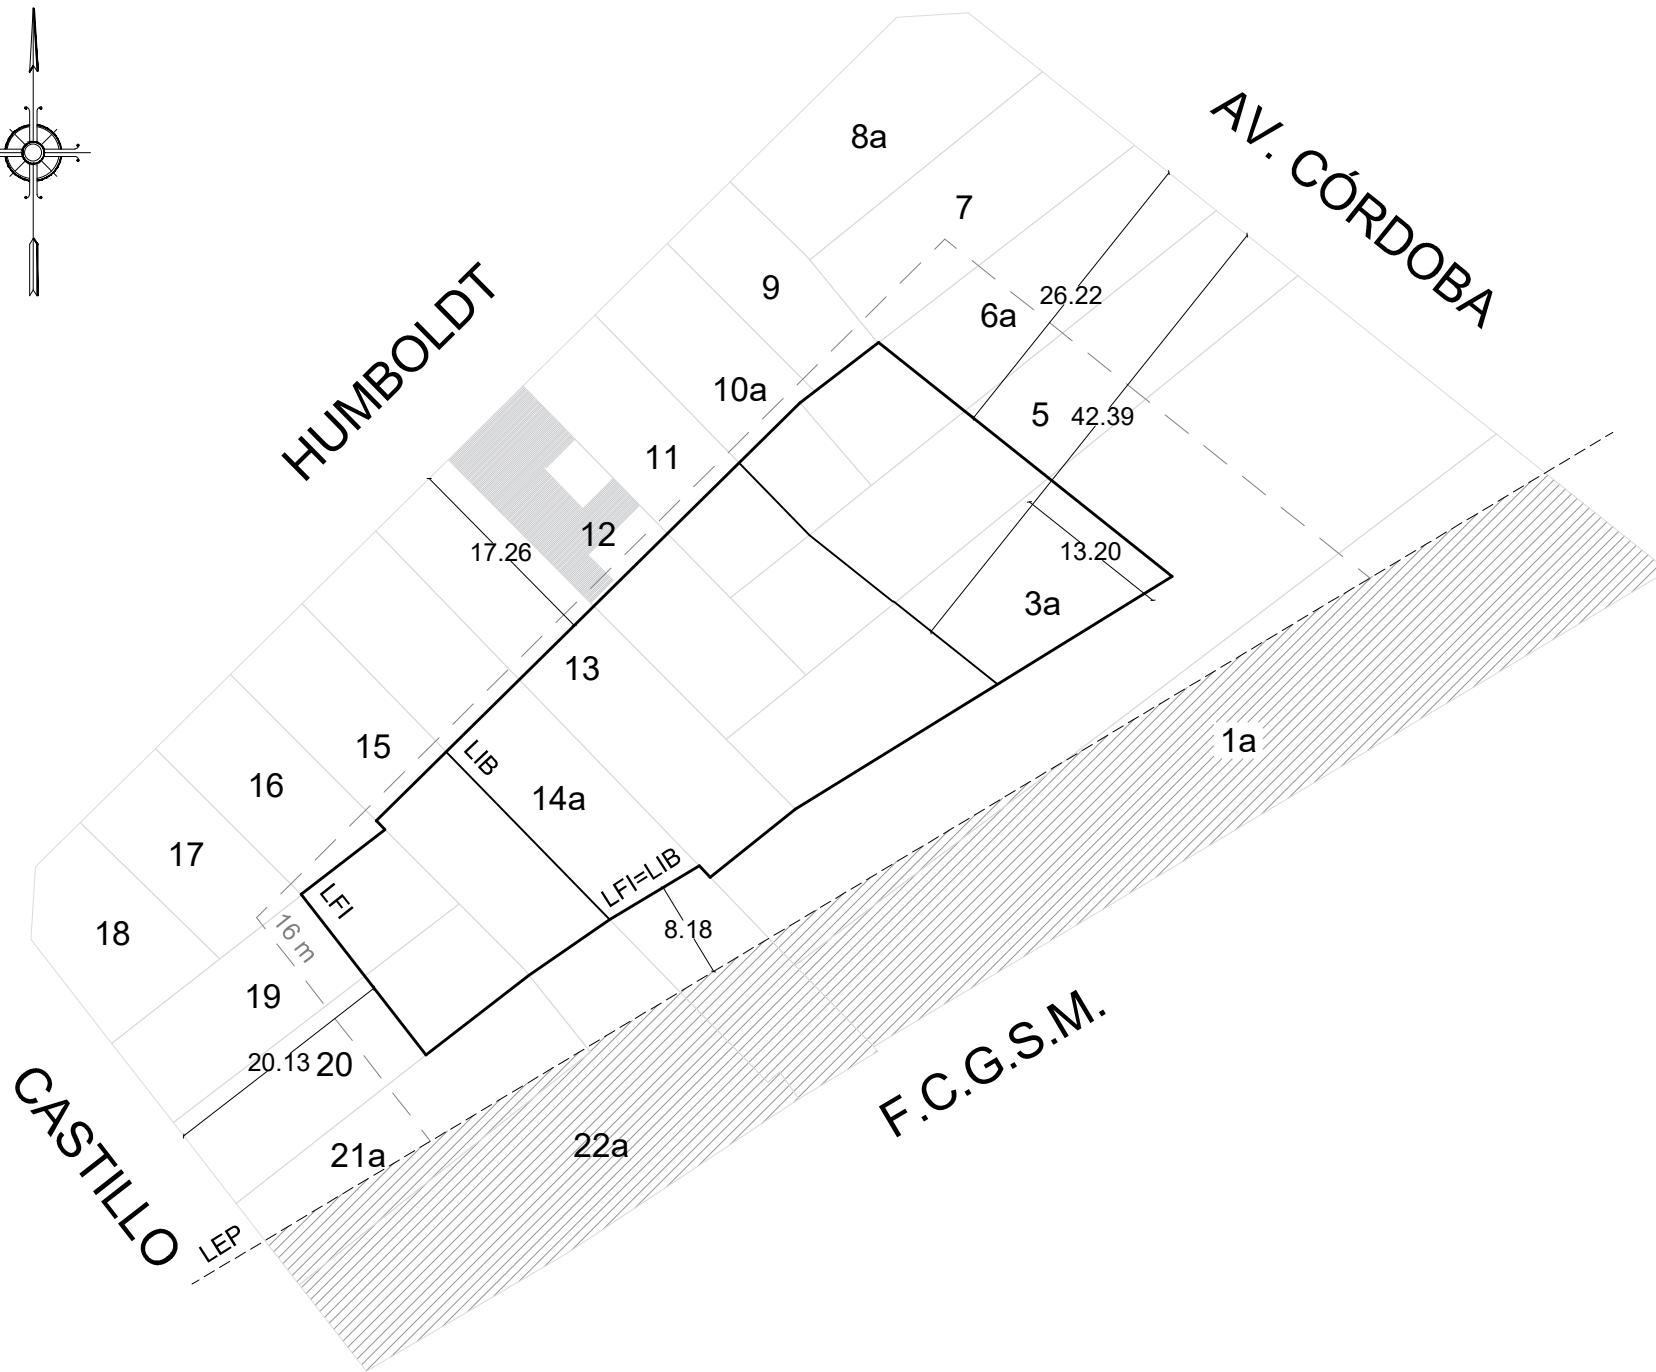 AV. CÓRDOBA
8a
7
HUMBOLDT
9
26.22
6a
10a
5
42.39
11
12
17.26
13.20
3a
13
15
LIB
1a
16
14a
17
LFI=LIB
LFI
18
16 m
8.18
19
20.13
20
F.C.G.S.M.
CASTILLO
21a
22a
LEP